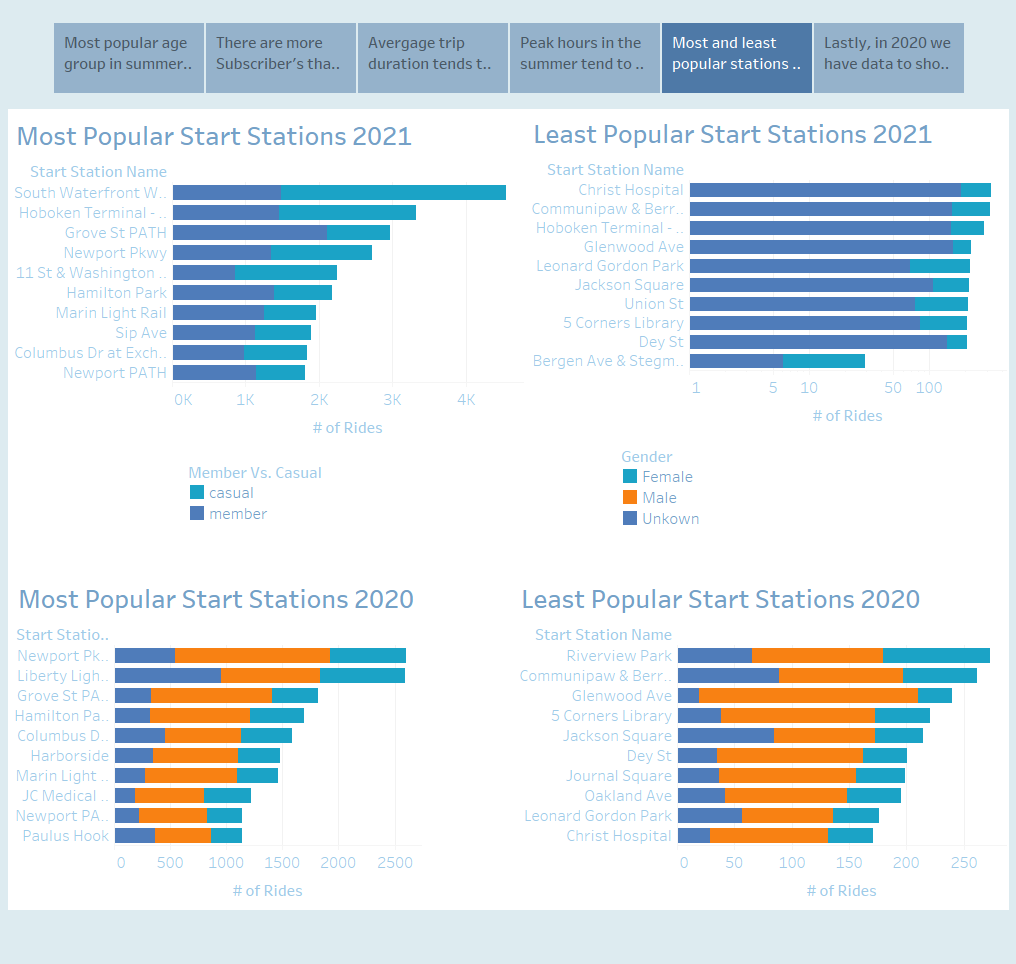 Most popular age
group in summer..
There are more
Subscriber's tha..
Avergage trip
duration tends t..
Peak hours in the
summer tend to ..
Most and least
popular stations ..
Lastly, in 2020 we
have data to sho..
Most Popular Start Stations 2021
Start Station Name
South Waterfront W..
Hoboken Terminal - ..
Grove St PATH
Newport Pkwy
11 St & Washington ..
Hamilton Park
Marin Light Rail
Sip Ave
Columbus Dr at Exch..
Newport PATH
0K 1K 2K 3K 4K
# of Rides
Member Vs. Casual
casual
member
Least Popular Start Stations 2021
Start Station Name
Christ Hospital
Communipaw & Berr..
Hoboken Terminal - ..
Glenwood Ave
Leonard Gordon Park
Jackson Square
Union St
5 Corners Library
Dey St
Bergen Ave & Stegm..
1 5 10 50 100
# of Rides
Gender
Female
Male
Unkown
Most Popular Start Stations 2020
Start Statio..
Newport Pk..
Liberty Ligh..
Grove St PA..
Hamilton Pa..
Columbus D..
Harborside
Marin Light ..
JC Medical ..
Newport PA..
Paulus Hook
0 500 1000 1500 2000 2500
# of Rides
Least Popular Start Stations 2020
Start Station Name
Riverview Park
Communipaw & Berr..
Glenwood Ave
5 Corners Library
Jackson Square
Dey St
Journal Square
Oakland Ave
Leonard Gordon Park
Christ Hospital
0 50 100 150 200 250
# of Rides